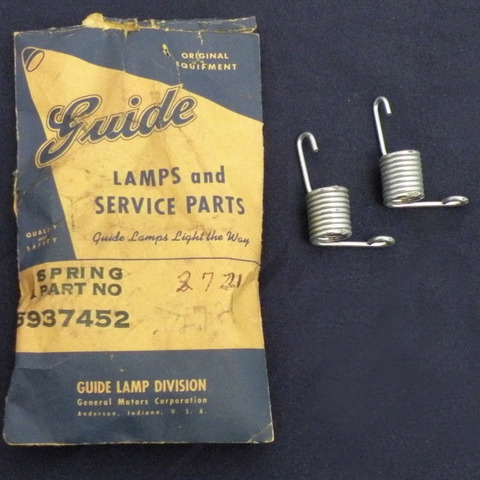 ORIGINAL
EQUIPMENT
Guide
LAMPS and
SERVICE PARTS
QUALITY
SAFETY
Guide Lamps Light the Way
SPRING
PART NO
5937452
GUIDE LAMP DIVISION
General Motors Corporation
Anderson, Indiana, U. S. A.